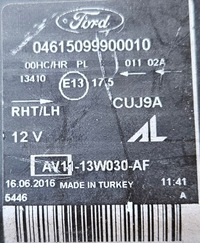 Ford
04615099900010
00HC/HR PL 011 02A
13410 E13 17.5
RHT/LH CUJ9A
12 V AL
AV11-13W030-AF
16.06.2016 MADE IN TURKEY 11:41
6446 A